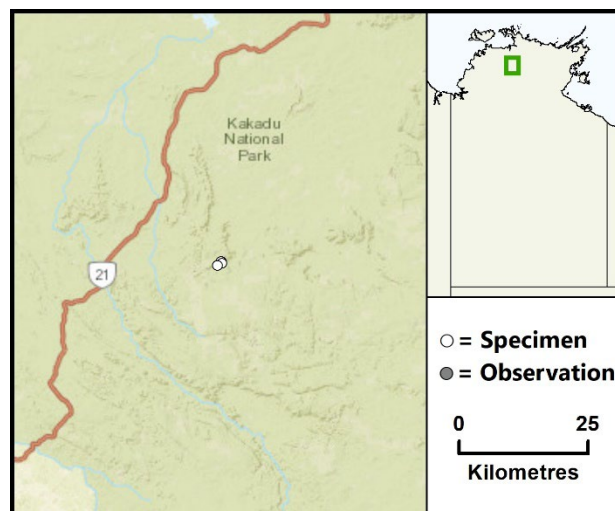 Kakadu
National
Park
21
= Specimen
= Observation
0 25
Kilometres